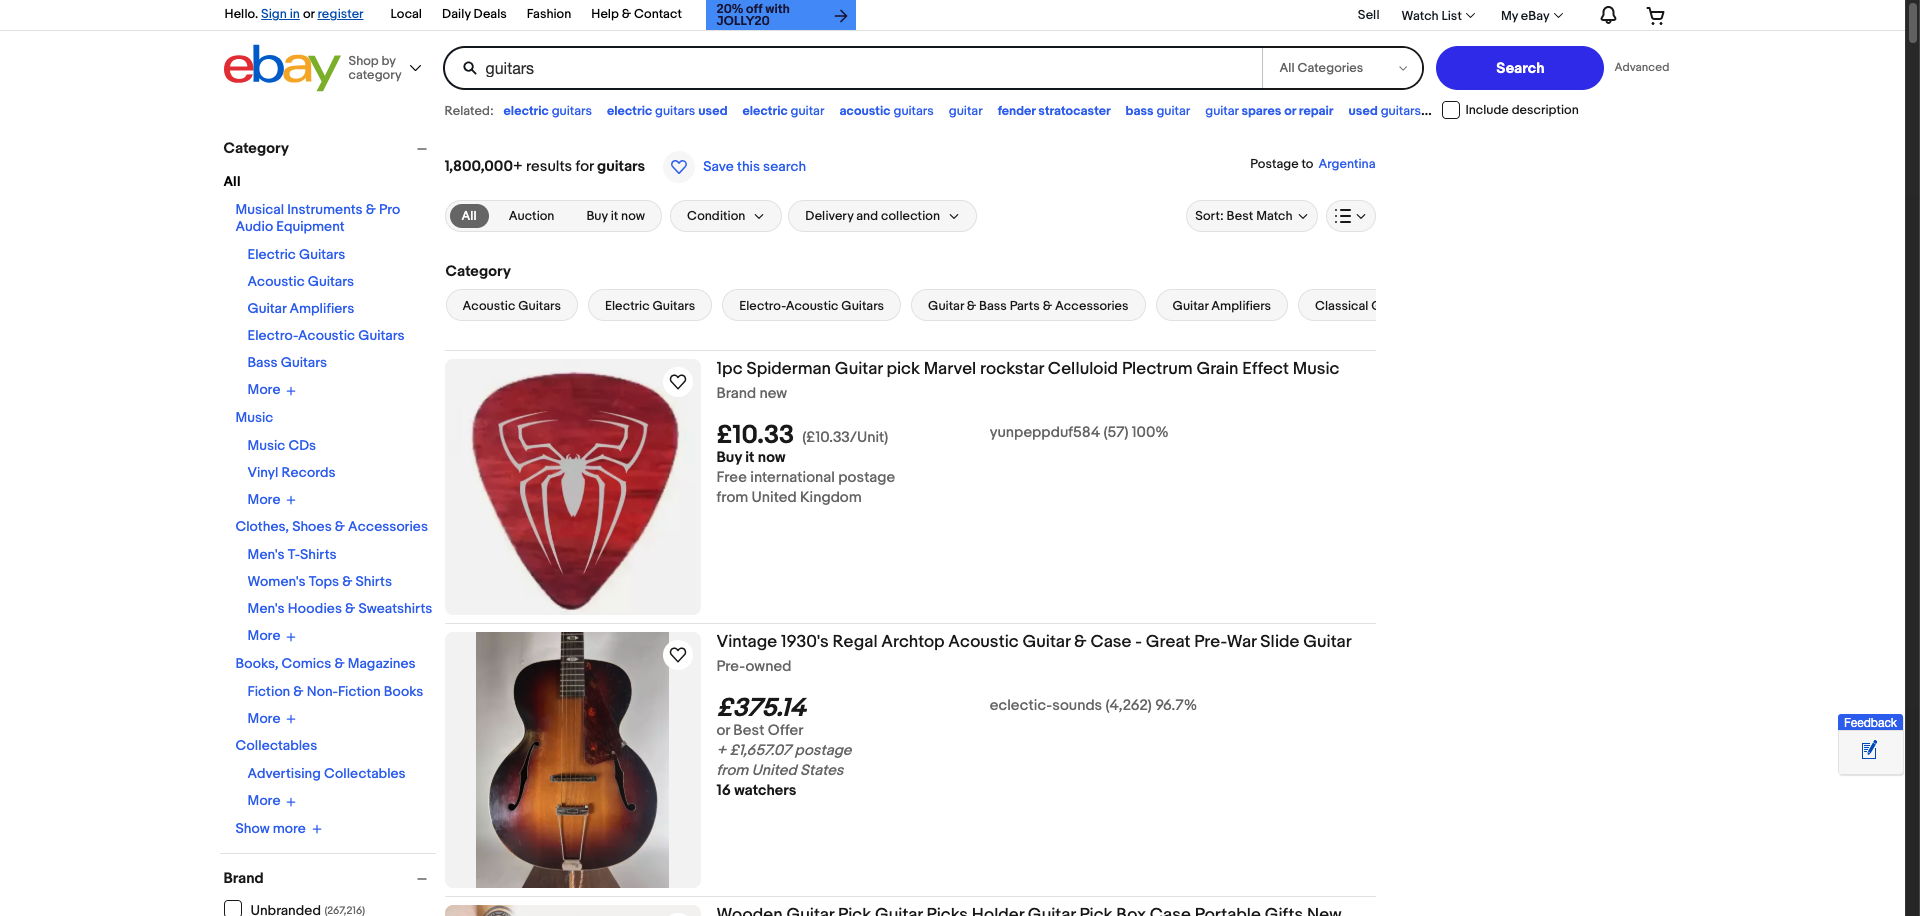 Hello. Sign in or register
Local
Daily Deals
Fashion
Help & Contact
20% off with
JOLLY20
Sell
Watch List
My eBay
ebay
Shop by
category
guitars
All Categories
Search
Advanced
Related: electric guitars electric guitars used electric guitar acoustic guitars guitar fender stratocaster bass guitar guitar spares or repair used guitars...
Include description
Category
All
Musical Instruments & Pro
Audio Equipment
Electric Guitars
Acoustic Guitars
Guitar Amplifiers
Electro-Acoustic Guitars
Bass Guitars
More
Music
Music CDs
Vinyl Records
More
Clothes, Shoes & Accessories
Men's T-Shirts
Women's Tops & Shirts
Men's Hoodies & Sweatshirts
More
Books, Comics & Magazines
Fiction & Non-Fiction Books
More
Collectables
Advertising Collectables
More
Show more
Brand
Unbranded (267,216)
1,800,000+ results for guitars
Save this search
Postage to Argentina
All
Auction
Buy it now
Condition
Delivery and collection
Sort: Best Match
Category
Acoustic Guitars
Electric Guitars
Electro-Acoustic Guitars
Guitar & Bass Parts & Accessories
Guitar Amplifiers
Classical
1pc Spiderman Guitar pick Marvel rockstar Celluloid Plectrum Grain Effect Music
Brand new
£10.33 (£10.33/Unit)
yunpeppduf584 (57) 100%
Buy it now
Free international postage
from United Kingdom
Vintage 1930's Regal Archtop Acoustic Guitar & Case - Great Pre-War Slide Guitar
Pre-owned
£375.14
eclectic-sounds (4,262) 96.7%
or Best Offer
+ £1,657.07 postage
from United States
16 watchers
Wooden Guitar Pick Guitar Picks Holder Guitar Pick Box Case Portable Gifts New
Feedback